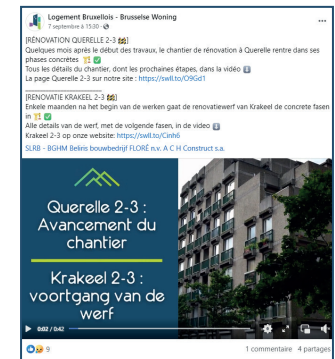 Logement Bruxellois - Brusselse Woning
7 septembre à 15:30
[RÉNOVATION QUERELLE 2-3 🏡]
Quelques mois après le début des travaux, le chantier de rénovation à Querelle rentre dans ses
phases concrètes 🏗️ ✅
Tous les détails du chantier, dont les prochaines étapes, dans la vidéo ⬇️
La page Querelle 2-3 sur notre site : https://swll.to/O9Gd1
[RENOVATIE KRAKEEL 2-3 🏡]
Enkele maanden na het begin van de werken gaat de renovatiewerf van Krakeel de concrete fasen
in 🏗️ ✅
Alle details van de werf, met de volgende fasen, in de video ⬇️
Krakeel 2-3 op onze website: https://swll.to/Cinh6
SLRB - BGHM Beliris bouwbedrijf FLORÉ n.v. A C H Construct s.a.
Querelle 2-3 :
Avancement du
chantier
Krakeel 2-3 :
voortgang van de
werf
0:02 / 0:42
9
1 commentaire 4 partages